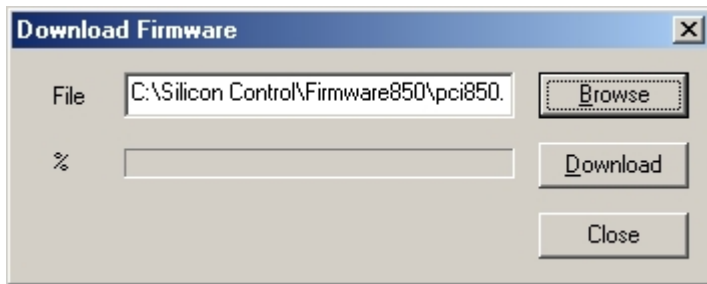 Download Firmware
File C:\Silicon Control\Firmware850\pci850. Browse
% Download
Close